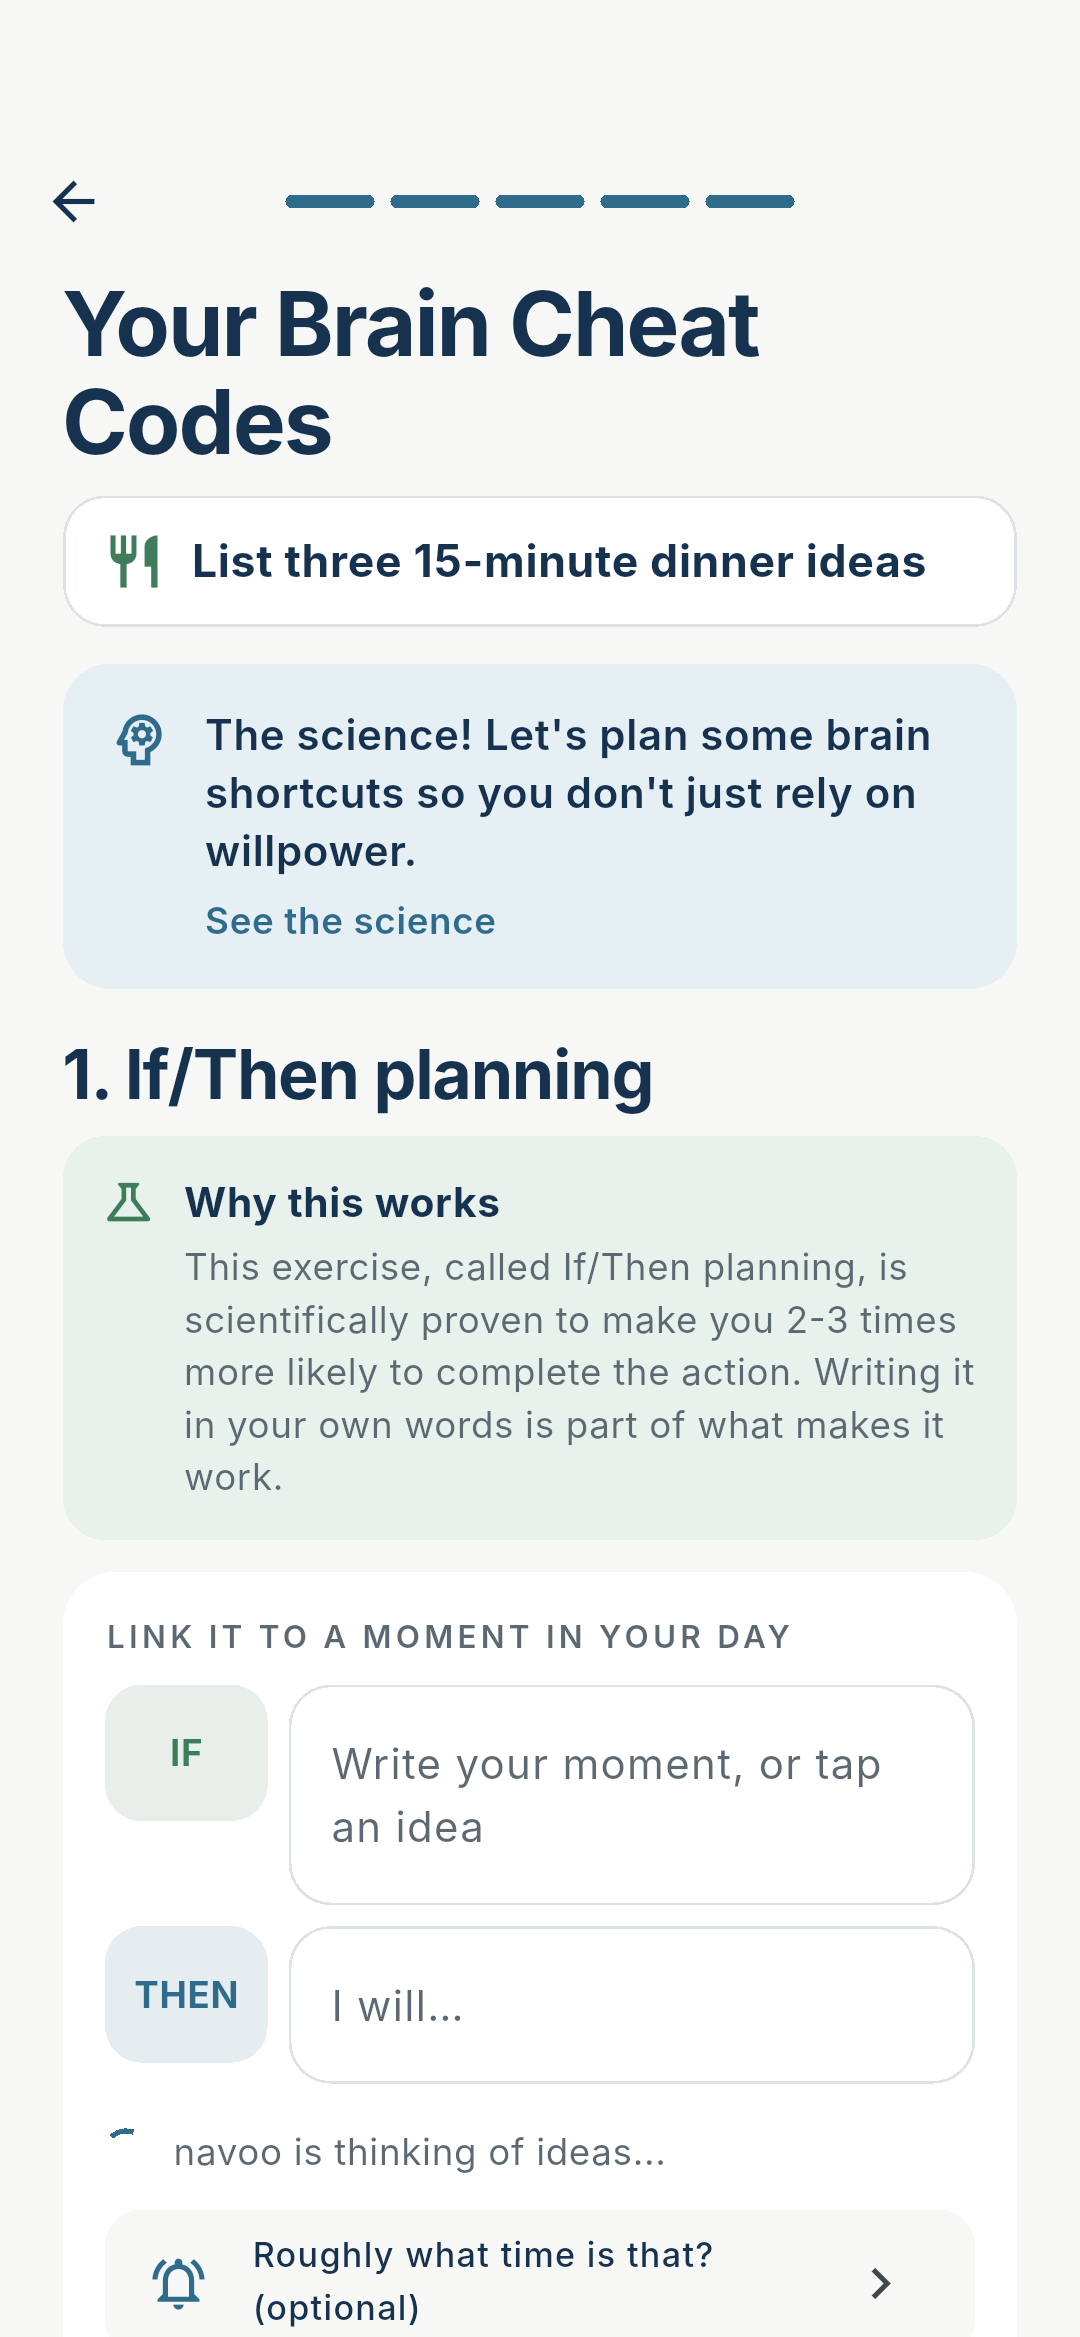 Your Brain Cheat
Codes
List three 15-minute dinner ideas
The science! Let's plan some brain
shortcuts so you don't just rely on
willpower.
See the science
1. If/Then planning
Why this works
This exercise, called If/Then planning, is
scientifically proven to make you 2-3 times
more likely to complete the action. Writing it
in your own words is part of what makes it
work.
LINK IT TO A MOMENT IN YOUR DAY
IF
Write your moment, or tap
an idea
THEN
I will...
navoo is thinking of ideas...
Roughly what time is that?
(optional)